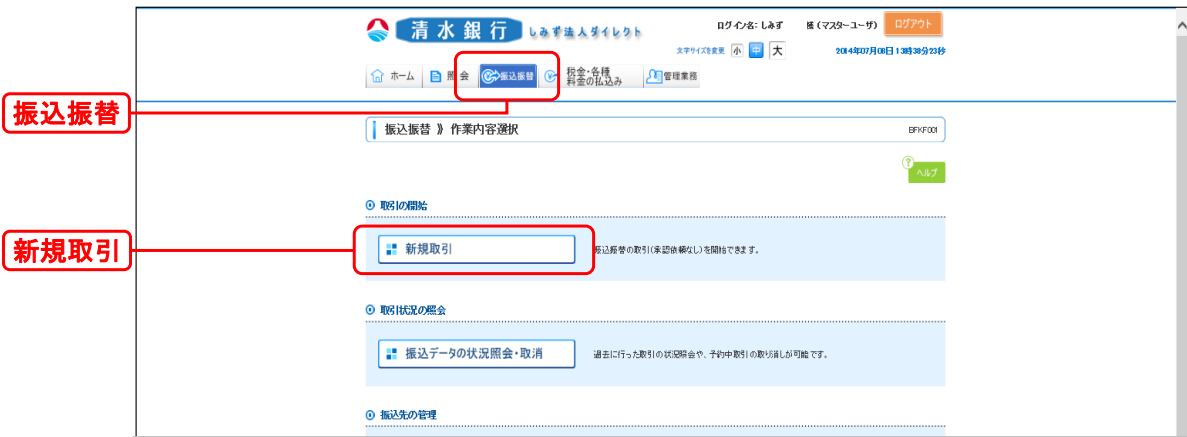 清水銀行 しみず法人ダイレクト
ログイン名：しみず 様（マスターユーザ） ログアウト
文字サイズを変更 小 中 大 2014年07月08日 13時38分23秒
ホーム 照会 振込振替 税金・各種料金の払込み 管理業務
振込振替
振込振替 》 作業内容選択 BFKF001
? ヘルプ
取引の開始
新規取引
新規取引 振込振替の取引（承認依頼なし）を開始できます。
取引状況の照会
振込データの状況照会・取消 過去に行った取引の状況照会や、予約中取引の取り消しが可能です。
振込先の管理